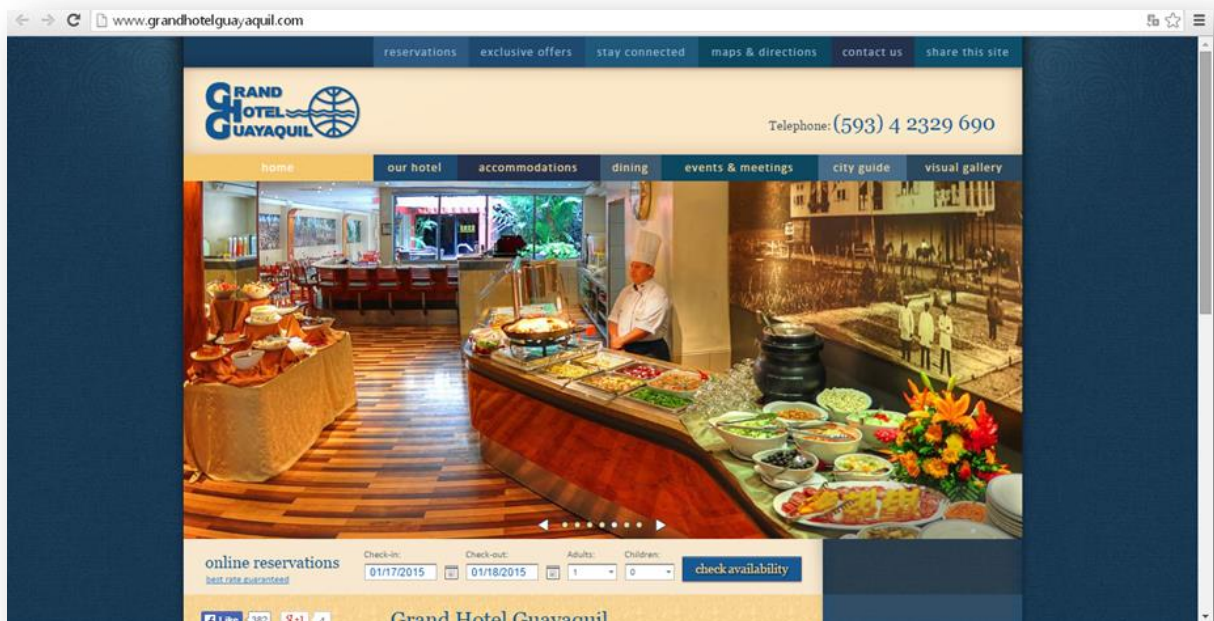 www.grandhotelguayaquil.com
reservations exclusive offers stay connected maps & directions contact us share this site
GRAND
HOTEL
GUAYAQUIL
Telephone: (593) 4 2329 690
home our hotel accommodations dining events & meetings city guide visual gallery
online reservations
best rate guaranteed
Check-in: Check-out: Adults: Children:
01/17/2015 01/18/2015 1 0 check availability
Like 382 g+1 4
Grand Hotel Guayaquil